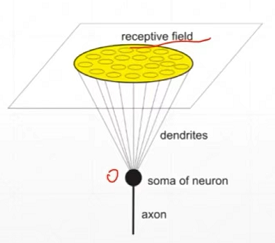 receptive field
dendrites
soma of neuron
axon